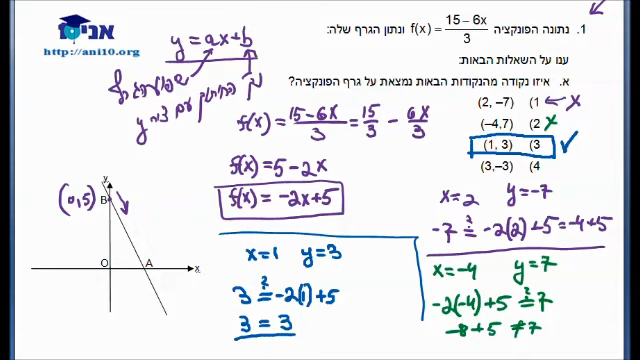 אניסו
http://ani10.org
1. נתונה הפונקציה f(x) = (15 − 6x)/3 ונתון הגרף שלה:
ענו על השאלות הבאות:
א. איזו נקודה מהנקודות הבאות נמצאת על גרף הפונקציה?
(1 (2, −7) x
(2 (−4,7) x
(3 (1, 3) ✓
(4 (3,−3)
y = ax+b
f(x) = (15−6x)/3 = 15/3 − 6x/3
f(x) = 5 − 2x
f(x) = −2x+5
x=2 y=−7
−7 ?= −2(2)+5=−4+5
x=1 y=3
3 ?= −2(1)+5
3 = 3
x=−4 y=7
−2(−4)+5 ?= 7
−8+5 ≠7
y
(0,5) B
O A x